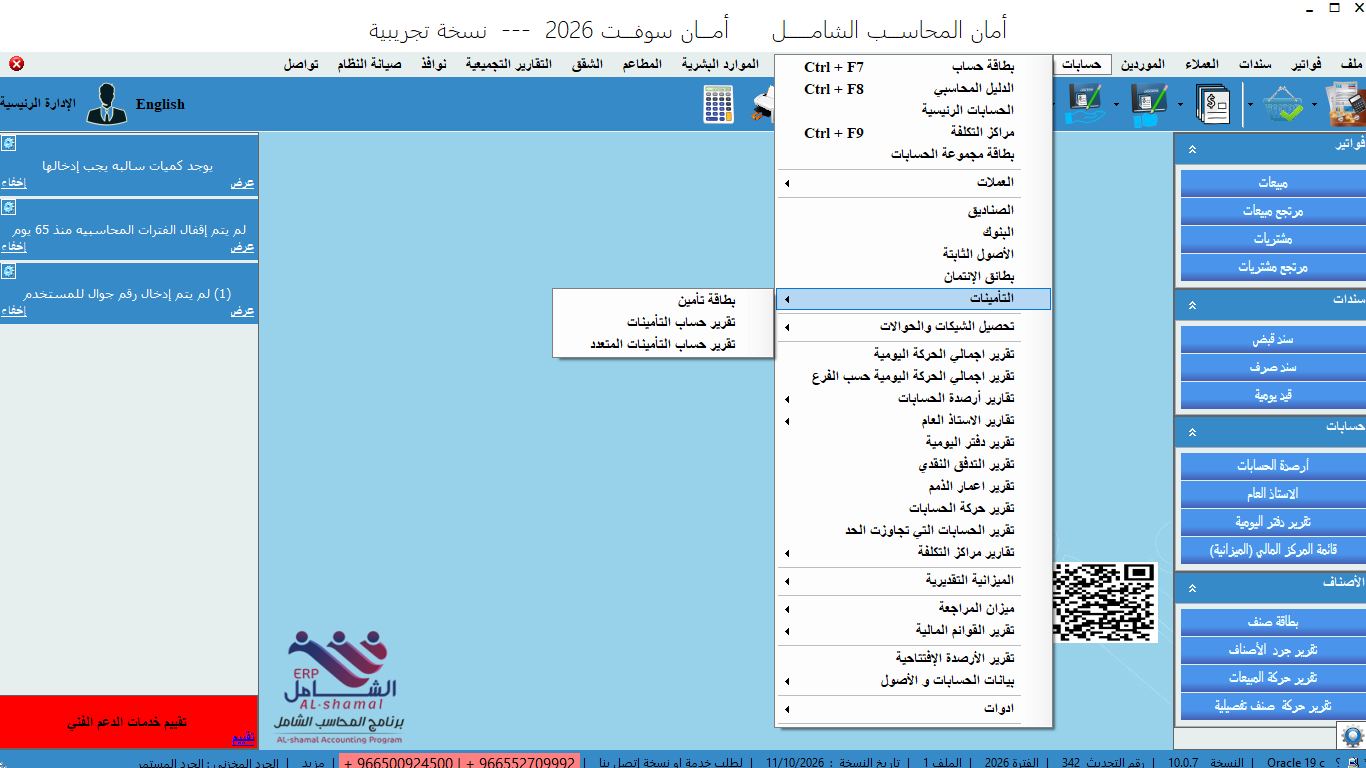 أمان المحاسب الشامل أمان سوفت 2026 --- نسخة تجريبية
ملف فواتير سندات العملاء الموردين حسابات الموارد البشرية المطاعم الشقق التقارير التجميعية نوافذ صيانة النظام تواصل
English الإدارة الرئيسية
فواتير
مبيعات
مرتجع مبيعات
مشتريات
مرتجع مشتريات
سندات
سند قبض
سند صرف
قيد يومية
حسابات
أرصدة الحسابات
الاستاذ العام
تقرير دفتر اليومية
قائمة المركز المالي (الميزانية)
الأصناف
بطاقة صنف
تقرير جرد الأصناف
تقرير حركة المبيعات
تقرير حركة صنف تفصيلية
بطاقة حساب Ctrl + F7
الدليل المحاسبي Ctrl + F8
الحسابات الرئيسية
مراكز التكلفة Ctrl + F9
بطاقة مجموعة الحسابات
العملات
الصناديق
البنوك
الأصول الثابتة
بطائق الإئتمان
التأمينات
تحصيل الشيكات والحوالات
تقرير اجمالي الحركة اليومية
تقرير اجمالي الحركة اليومية حسب الفرع
تقارير أرصدة الحسابات
تقارير الاستاذ العام
تقرير دفتر اليومية
تقرير التدفق النقدي
تقرير اعمار الذمم
تقرير حركة الحسابات
تقرير الحسابات التي تجاوزت الحد
تقارير مراكز التكلفة
الميزانية التقديرية
ميزان المراجعة
تقرير القوائم المالية
تقرير الأرصدة الإفتتاحية
بيانات الحسابات و الأصول
ادوات
بطاقة تأمين
تقرير حساب التأمينات
تقرير حساب التأمينات المتعدد
يوجد كميات سالبه يجب إدخالها
عرض إخفاء
لم يتم إقفال الفترات المحاسبيه منذ 65 يوم
عرض إخفاء
(1) لم يتم إدخال رقم جوال للمستخدم
عرض إخفاء
ERP
الشامل
AL-shamal
برنامج المحاسب الشامل
AL-shamal Accounting Program
تقييم خدمات الدعم الفني
تقييم
؟ Oracle 19 c | النسخة 10.0.7 | رقم التحديث 342 | الفترة 2026 | الملف 1 | تاريخ النسخة : 11/10/2026 | لطلب خدمة او نسخة إتصل بنا | + 966552709992 | + 966500924500 | مزيد | الجرد المخزني : الجرد المستمر